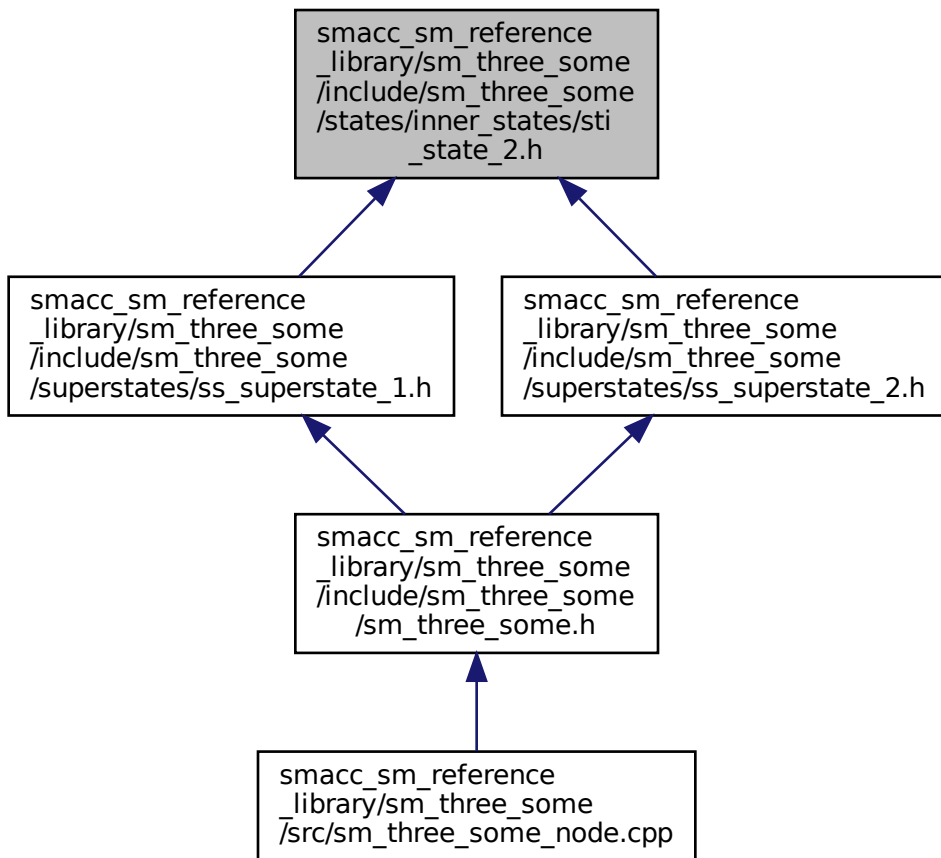 smacc_sm_reference
_library/sm_three_some
/include/sm_three_some
/states/inner_states/sti
_state_2.h
smacc_sm_reference
_library/sm_three_some
/include/sm_three_some
/superstates/ss_superstate_1.h
smacc_sm_reference
_library/sm_three_some
/include/sm_three_some
/superstates/ss_superstate_2.h
smacc_sm_reference
_library/sm_three_some
/include/sm_three_some
/sm_three_some.h
smacc_sm_reference
_library/sm_three_some
/src/sm_three_some_node.cpp